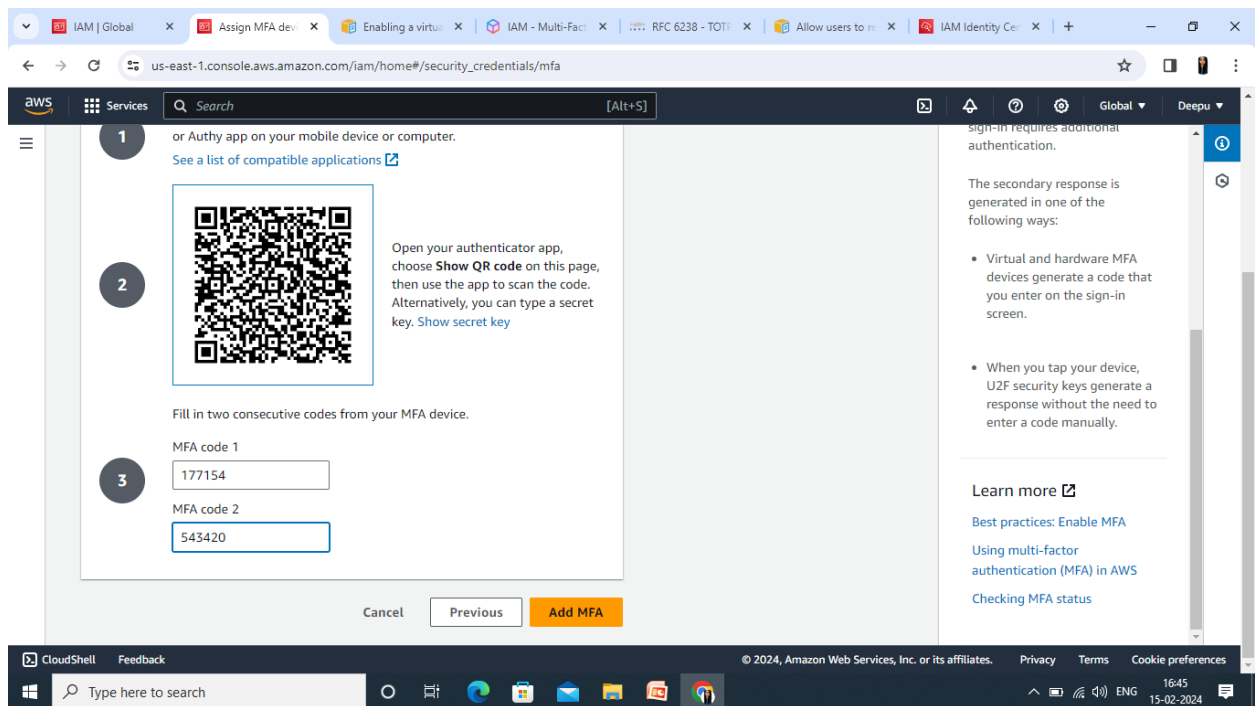 IAM | Global
Assign MFA devi
Enabling a virtua
IAM - Multi-Fact
RFC 6238 - TOTP
Allow users to re
IAM Identity Cen
us-east-1.console.aws.amazon.com/iam/home#/security_credentials/mfa
aws
Services
Search
[Alt+S]
Global
Deepu
1
or Authy app on your mobile device or computer.
See a list of compatible applications
2
Open your authenticator app,
choose Show QR code on this page,
then use the app to scan the code.
Alternatively, you can type a secret
key. Show secret key
Fill in two consecutive codes from your MFA device.
3
MFA code 1
177154
MFA code 2
543420
Cancel
Previous
Add MFA
sign-in requires additional
authentication.
The secondary response is
generated in one of the
following ways:
• Virtual and hardware MFA
devices generate a code that
you enter on the sign-in
screen.
• When you tap your device,
U2F security keys generate a
response without the need to
enter a code manually.
Learn more
Best practices: Enable MFA
Using multi-factor
authentication (MFA) in AWS
Checking MFA status
CloudShell
Feedback
© 2024, Amazon Web Services, Inc. or its affiliates.
Privacy
Terms
Cookie preferences
Type here to search
ENG
16:45
15-02-2024